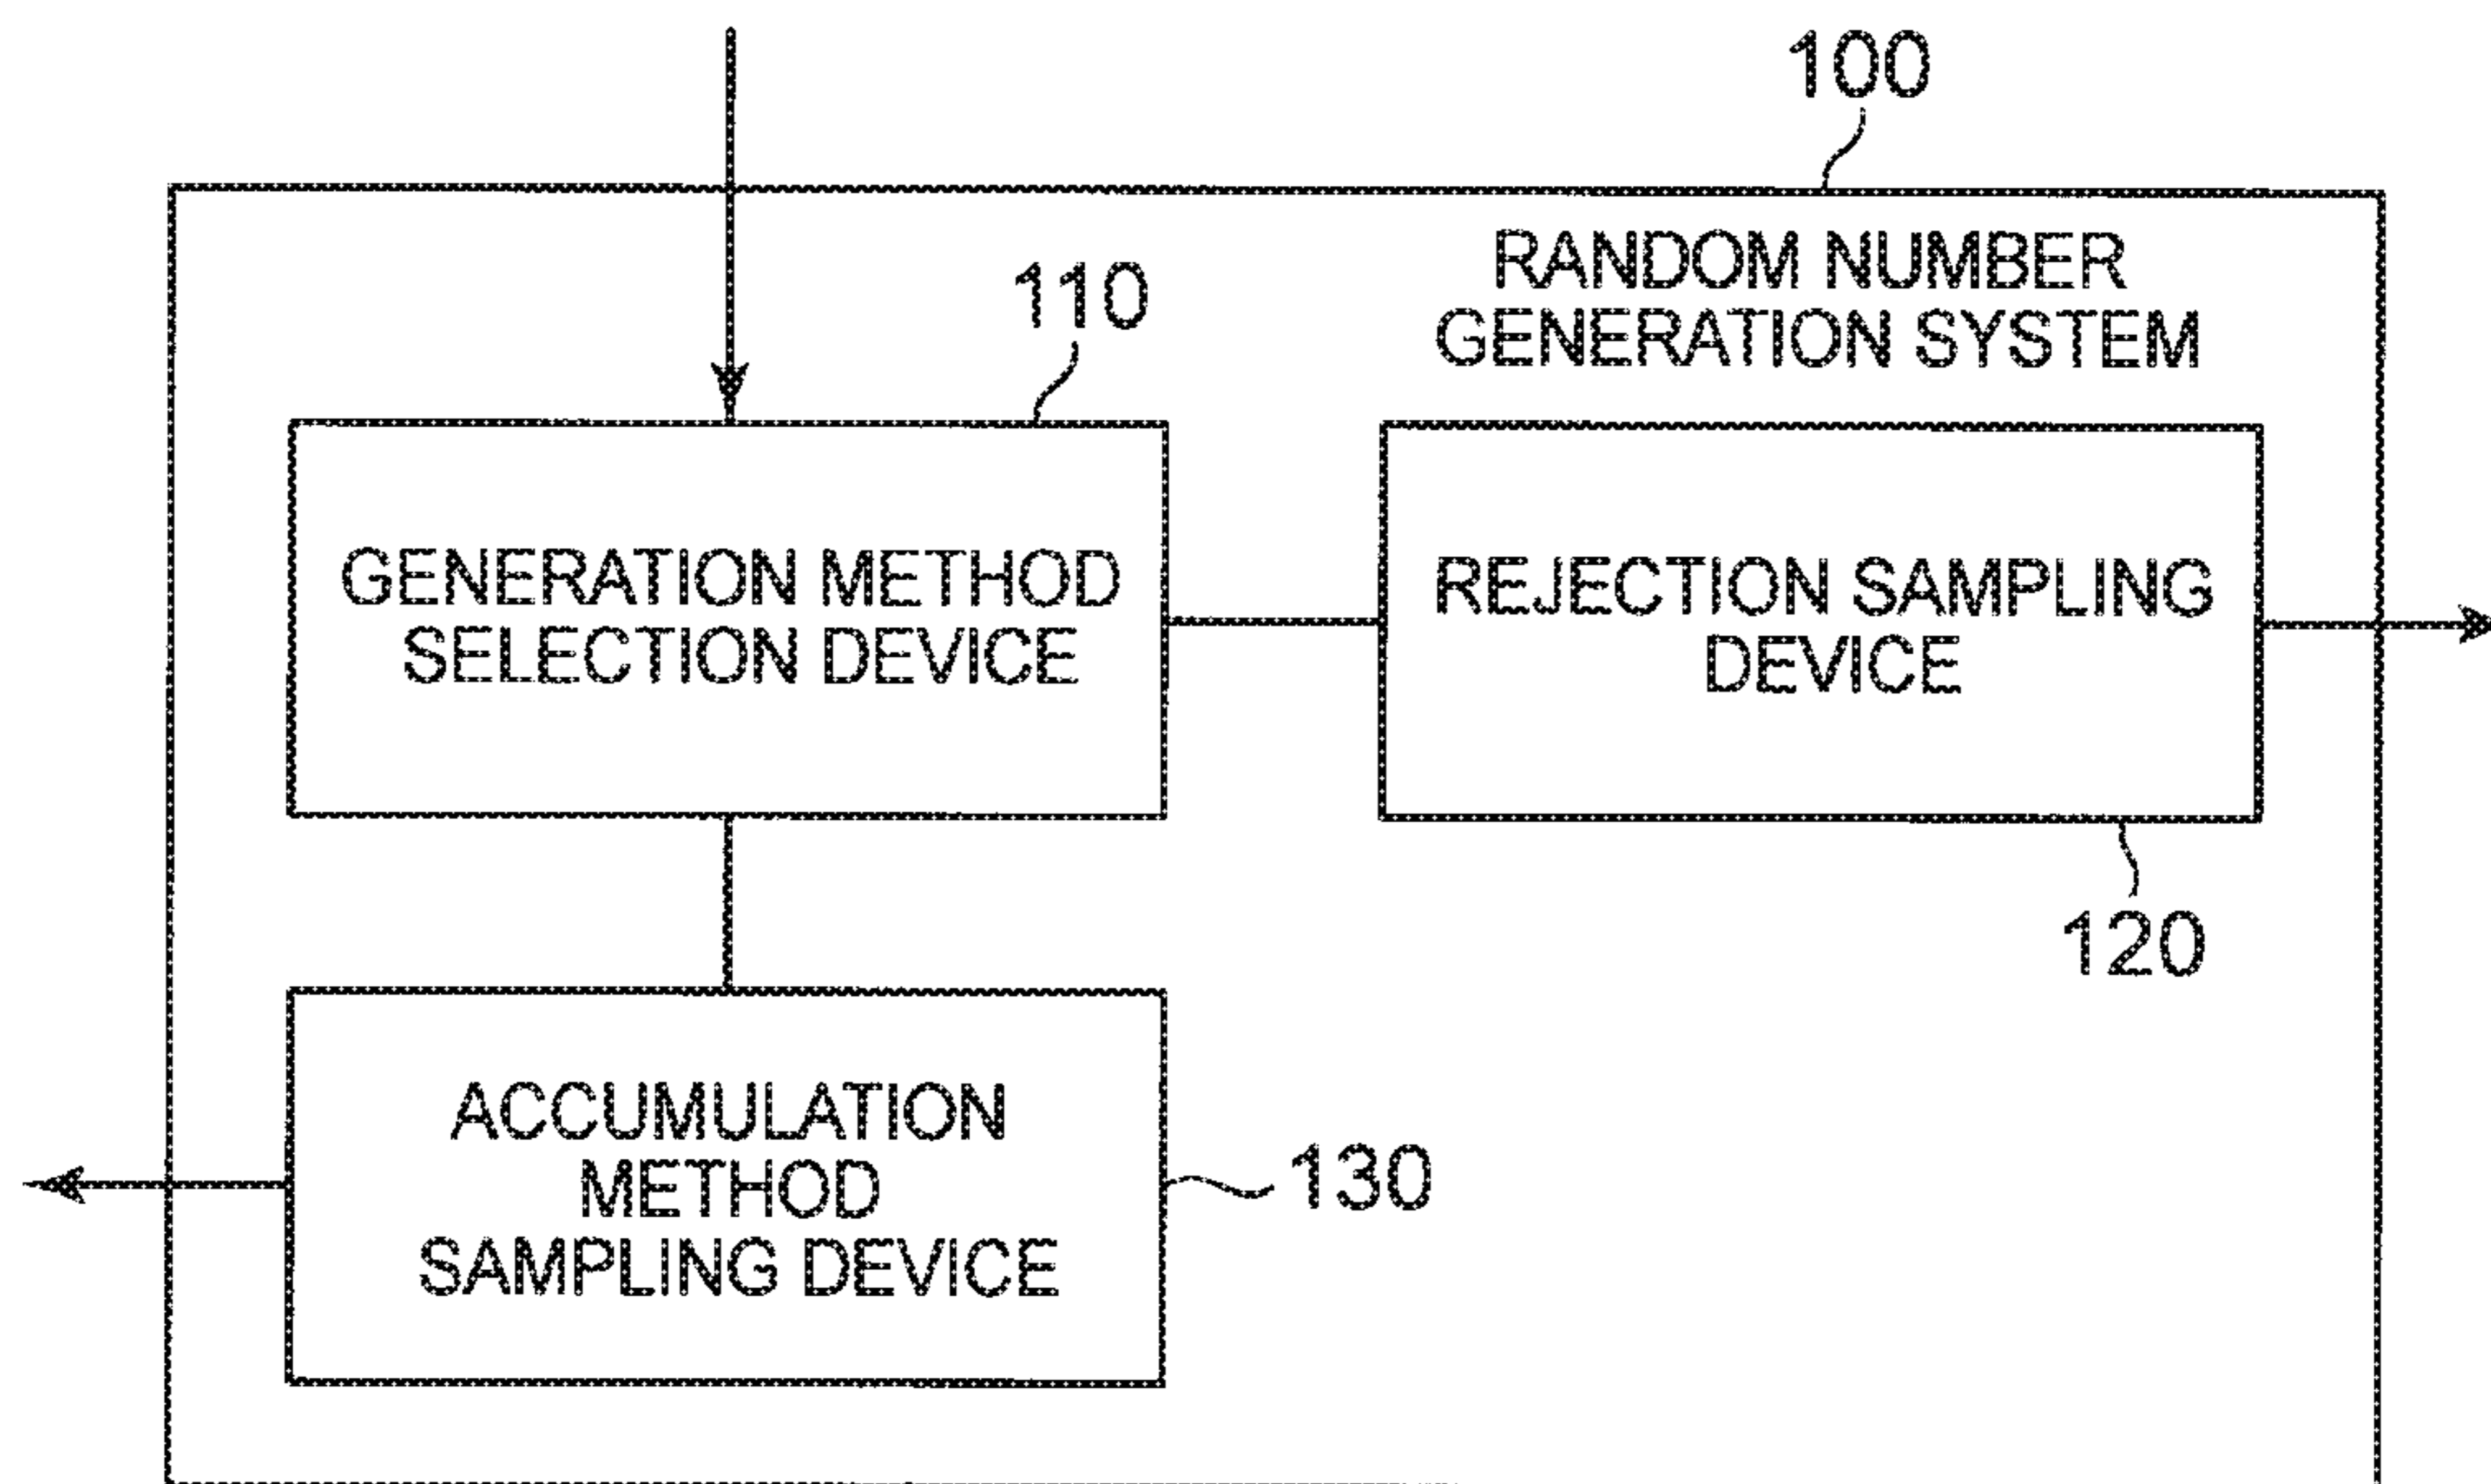 100
RANDOM NUMBER
GENERATION SYSTEM
110
GENERATION METHOD
SELECTION DEVICE
REJECTION SAMPLING
DEVICE
120
ACCUMULATION
METHOD
SAMPLING DEVICE
130